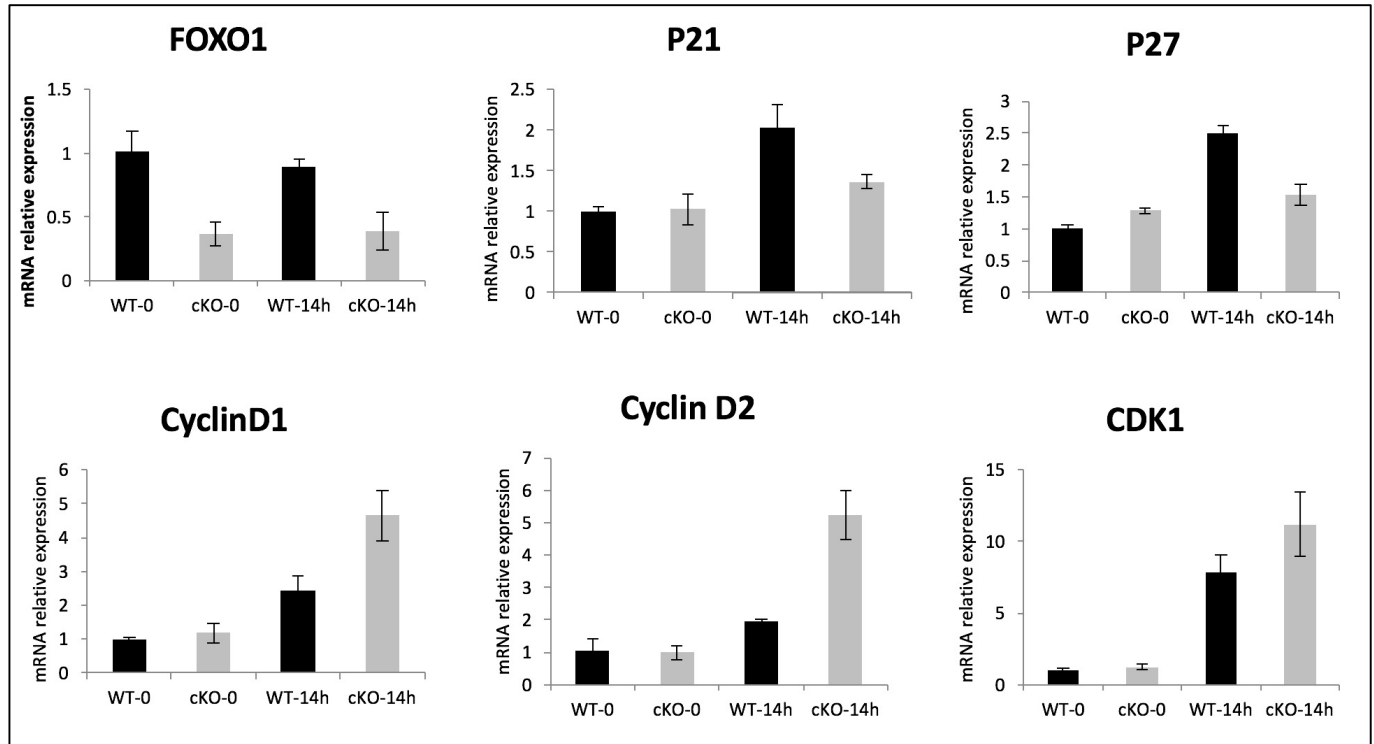 FOXO1
mRNA relative expression
1.5
1
0.5
0
WT-0 cKO-0 WT-14h cKO-14h
P21
mRNA relative expression
2.5
2
1.5
1
0.5
0
WT-0 cKO-0 WT-14h cKO-14h
P27
mRNA relative expression
3
2.5
2
1.5
1
0.5
0
WT-0 cKO-0 WT-14h cKO-14h
CyclinD1
mRNA relative expression
6
5
4
3
2
1
0
WT-0 cKO-0 WT-14h cKO-14h
Cyclin D2
mRNA relative expression
7
6
5
4
3
2
1
0
WT-0 cKO-0 WT-14h cKO-14h
CDK1
mRNA relative expression
15
10
5
0
WT-0 cKO-0 WT-14h cKO-14h